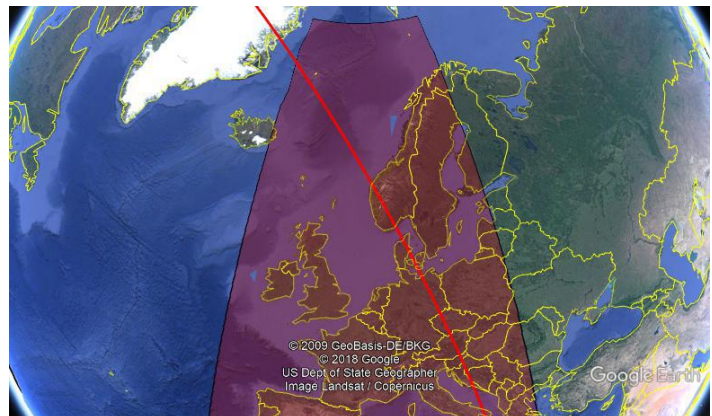 © 2009 GeoBasis-DE/BKG
© 2018 Google
US Dept of State Geographer
Image Landsat / Copernicus
Google Earth